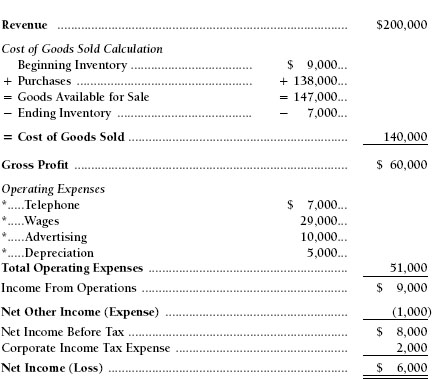 Revenue ........................................................................ $200,000
Cost of Goods Sold Calculation
Beginning Inventory .................................... $ 9,000...
+ Purchases .................................................... + 138,000...
= Goods Available for Sale = 147,000...
− Ending Inventory ........................................ − 7,000...
= Cost of Goods Sold ................................................................ 140,000
Gross Profit ................................................................................ $ 60,000
Operating Expenses
*.....Telephone $ 7,000...
*.....Wages 29,000...
*.....Advertising 10,000...
*.....Depreciation 5,000...
Total Operating Expenses .......................................................... 51,000
Income From Operations ............................................................ $ 9,000
Net Other Income (Expense) ...................................................... (1,000)
Net Income Before Tax ................................................................ $ 8,000
Corporate Income Tax Expense .................................................... 2,000
Net Income (Loss) ...................................................................... $ 6,000